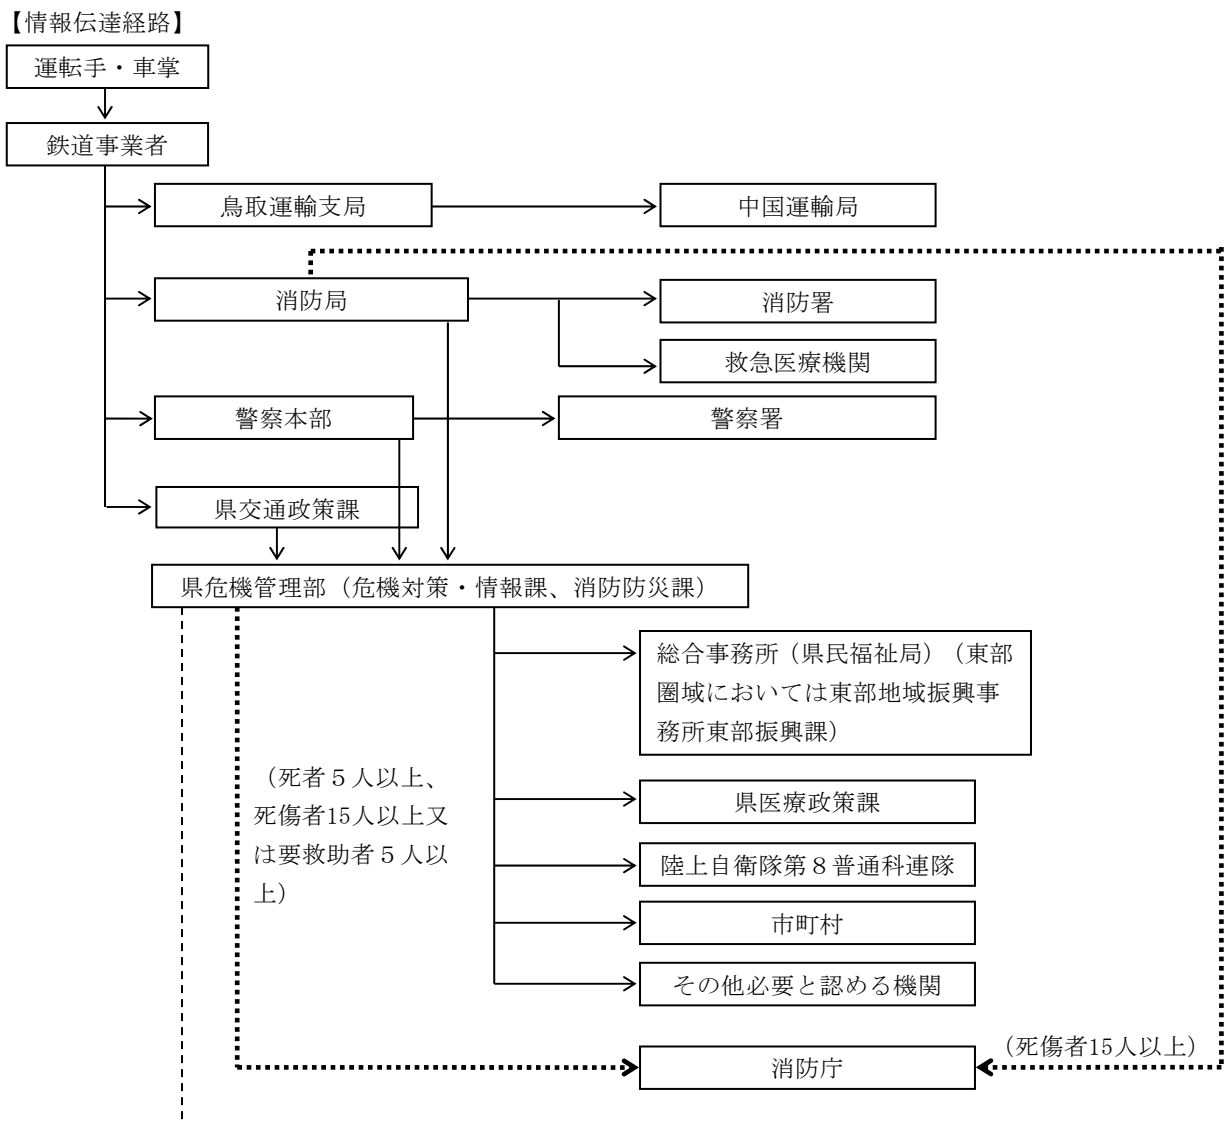 【情報伝達経路】
運転手・車掌
鉄道事業者
鳥取運輸支局
中国運輸局
消防局
消防署
救急医療機関
警察本部
警察署
県交通政策課
県危機管理部（危機対策・情報課、消防防災課）
総合事務所（県民福祉局）（東部
圏域においては東部地域振興事
務所東部振興課）
（死者５人以上、
死傷者15人以上又
は要救助者５人以
上）
県医療政策課
陸上自衛隊第８普通科連隊
市町村
その他必要と認める機関
（死傷者15人以上）
消防庁